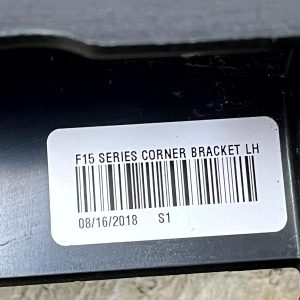 F15 SERIES CORNER BRACKET LH
08/16/2018 S1